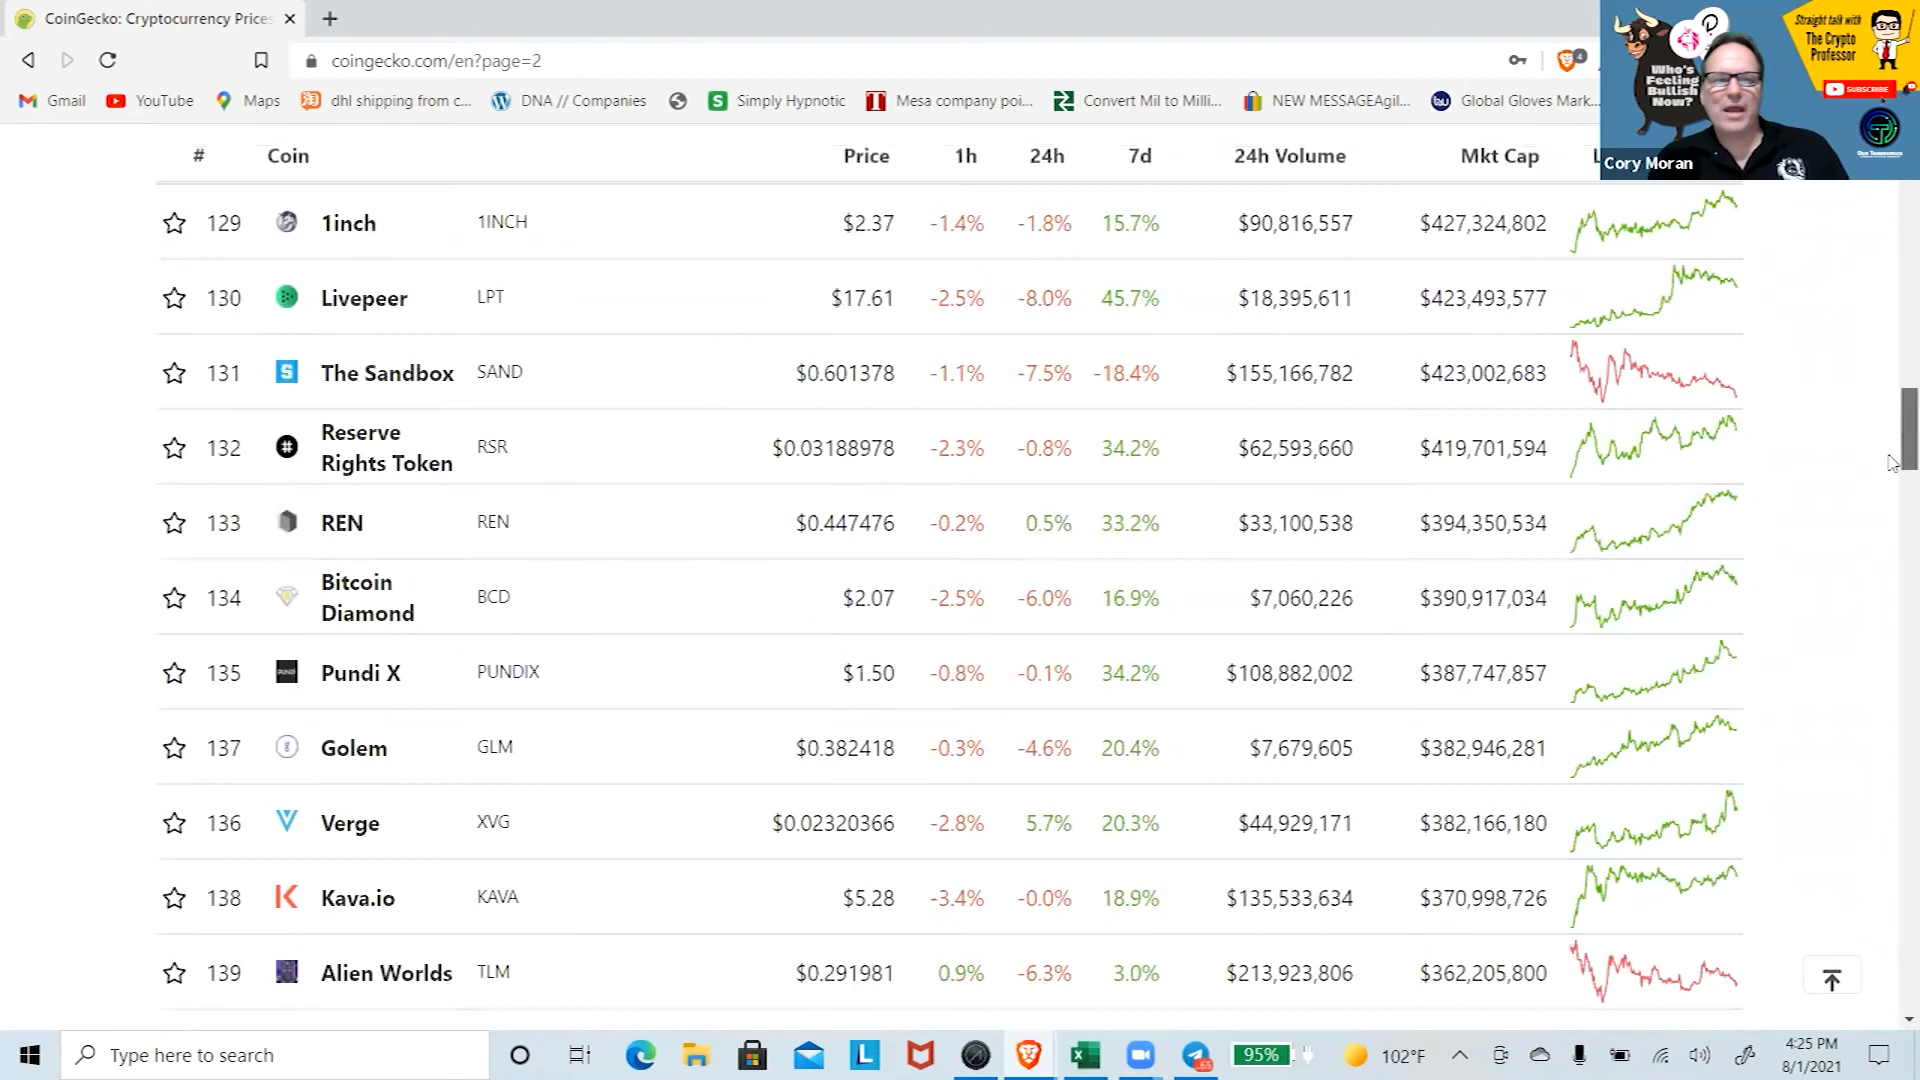 CoinGecko: Cryptocurrency Prices
coingecko.com/en?page=2
4
Gmail
YouTube
Maps
dhl shipping from c...
DNA // Companies
Simply Hypnotic
Mesa company poi...
Convert Mil to Milli...
NEW MESSAGEAgil...
Global Gloves Mark...
Who's
Feeling
Bullish
Now?
Straight talk with
The Crypto
Professor
SUBSCRIBE
Cory Moran
# Coin Price 1h 24h 7d 24h Volume Mkt Cap L
129 1inch 1INCH $2.37 -1.4% -1.8% 15.7% $90,816,557 $427,324,802
130 Livepeer LPT $17.61 -2.5% -8.0% 45.7% $18,395,611 $423,493,577
131 The Sandbox SAND $0.601378 -1.1% -7.5% -18.4% $155,166,782 $423,002,683
132 Reserve
Rights Token RSR $0.03188978 -2.3% -0.8% 34.2% $62,593,660 $419,701,594
133 REN REN $0.447476 -0.2% 0.5% 33.2% $33,100,538 $394,350,534
134 Bitcoin
Diamond BCD $2.07 -2.5% -6.0% 16.9% $7,060,226 $390,917,034
135 Pundi X PUNDIX $1.50 -0.8% -0.1% 34.2% $108,882,002 $387,747,857
137 Golem GLM $0.382418 -0.3% -4.6% 20.4% $7,679,605 $382,946,281
136 Verge XVG $0.02320366 -2.8% 5.7% 20.3% $44,929,171 $382,166,180
138 Kava.io KAVA $5.28 -3.4% -0.0% 18.9% $135,533,634 $370,998,726
139 Alien Worlds TLM $0.291981 0.9% -6.3% 3.0% $213,923,806 $362,205,800
Type here to search
95%
102°F
4:25 PM
8/1/2021